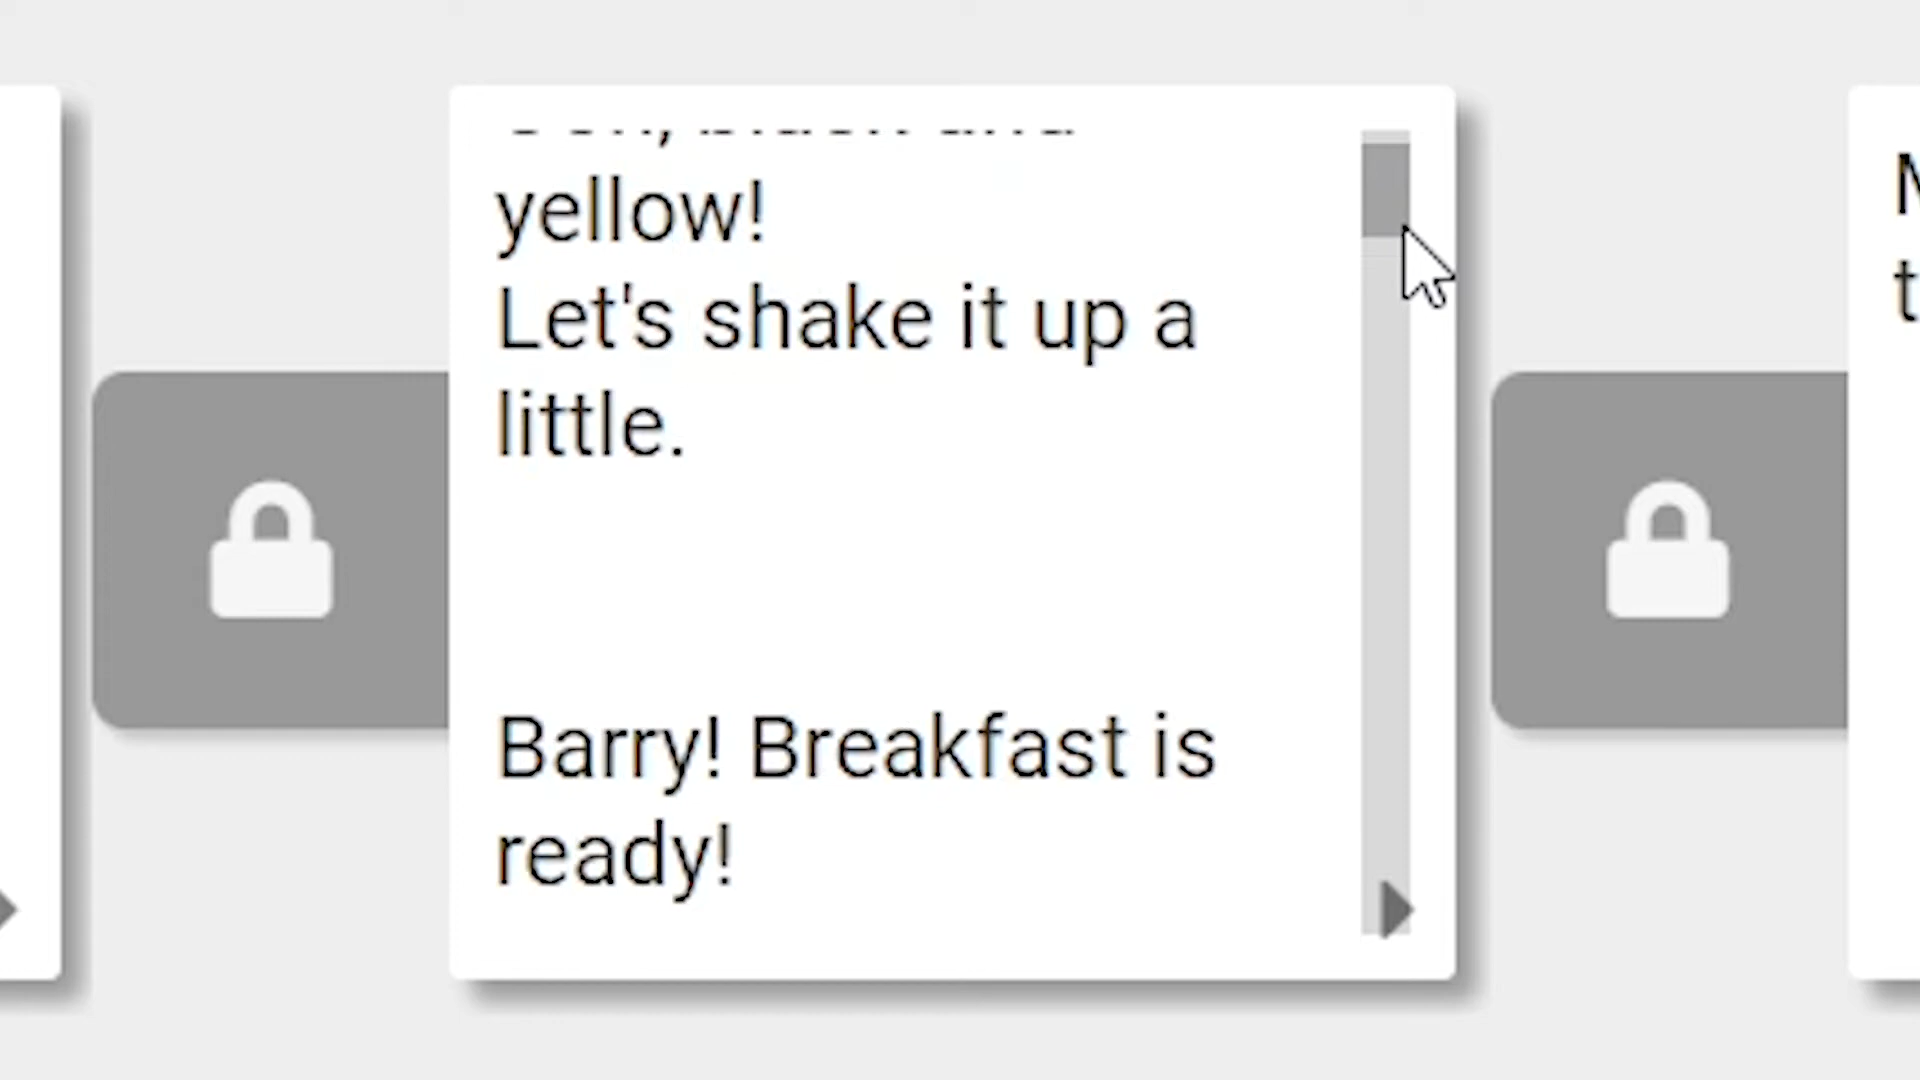 yellow!
Let's shake it up a
little.
Barry! Breakfast is
ready!